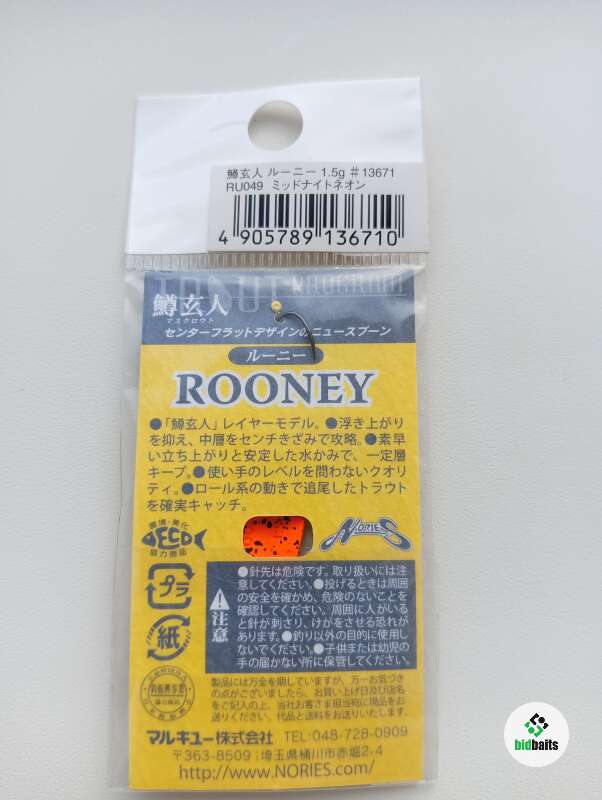 鱒玄人 ルーニー 1.5g #13671
RU049 ミッドナイトネオン
4 905789 136710
PROGRAM
鱒玄人
マスクロウト
センターフラットデザインのニュースプーン
ルーニー
ROONEY
●「鱒玄人」レイヤーモデル。●浮き上がり
を抑え、中層をセンチきざみで攻略。●素早
い立ち上がりと安定した水かみで、一定層
キープ。●使い手のレベルを問わないクオリ
ティ。●ロール系の動きで追尾したトラウト
を確実キャッチ。
環境・美化
ECO
協力商品
NORIES
プラ
紙
注意
●針先は危険です。取り扱いには注
意してください。●投げるときは周囲
の安全を確かめ、危険のないことを
確認してください。周囲に人がいる
と針が刺さり、けがをさせる恐れが
あります。●釣り以外の目的に使用し
ないでください。●子供または幼児の
手の届かない所に保管してください。
製品には万全を期していますが、万一お気づき
の点がございましたら、お買い上げ日及び店名
をご記入の上、当社お客さま担当宛に現品をお
送りください。代品と送料をお送りいたします。
マルキユー株式会社 TEL:048-728-0909
〒363-8509 埼玉県桶川市赤堀2-4
http://www.NORIES.com/
bidbaits